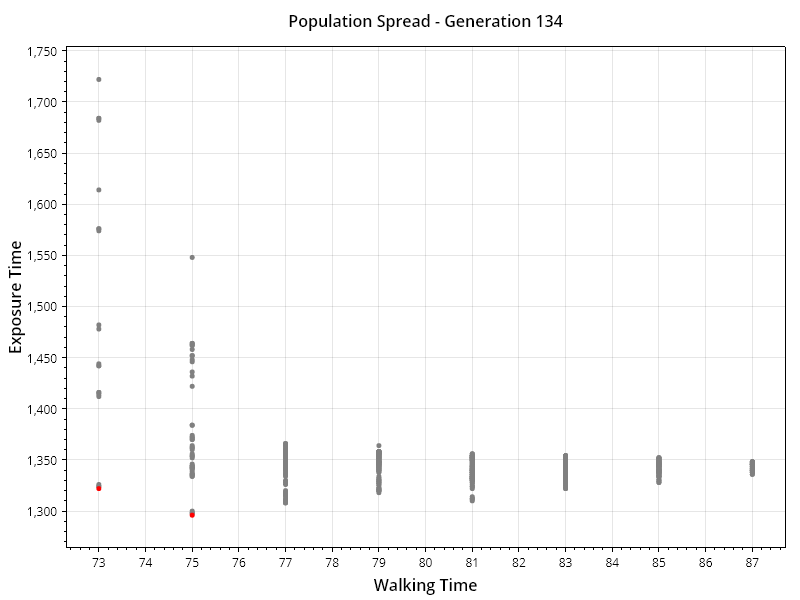 Population Spread - Generation 134
1,750
1,700
1,650
1,600
1,550
1,500
1,450
1,400
1,350
1,300
Exposure Time
73 74 75 76 77 79 80 81 82 83 84 85 86 87
Walking Time